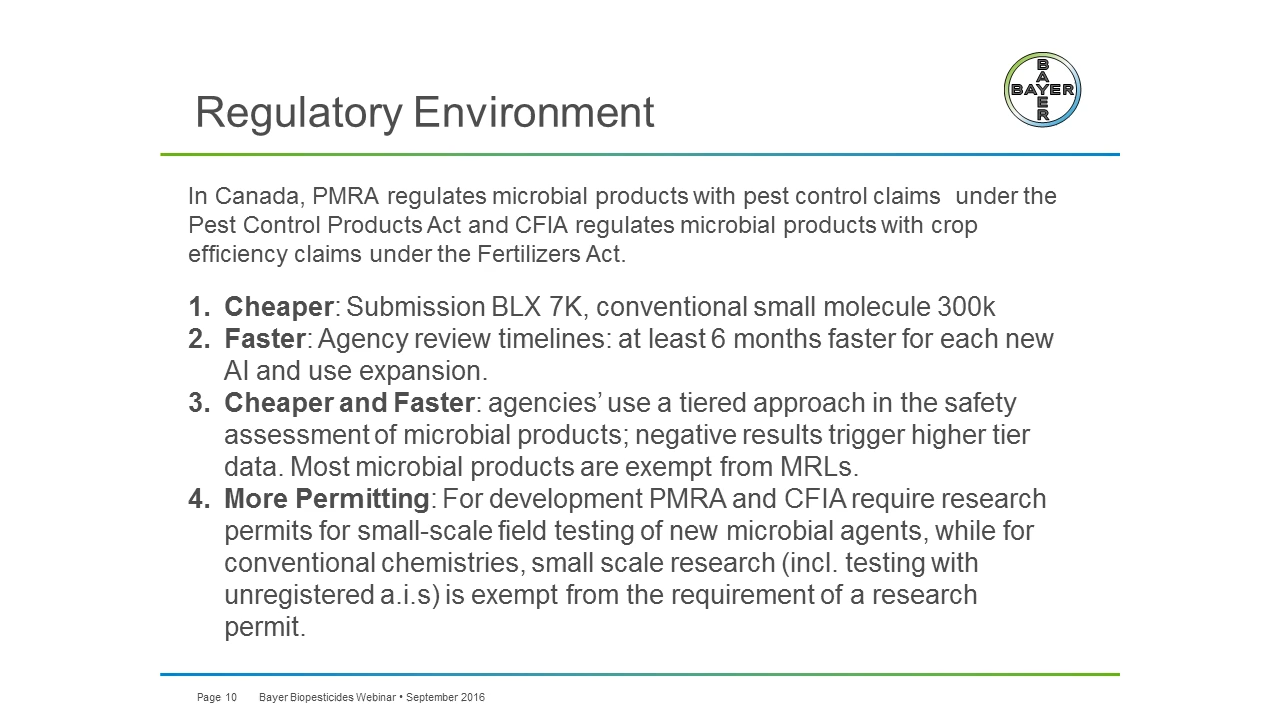 Regulatory Environment
BAYER
BAYER
In Canada, PMRA regulates microbial products with pest control claims  under the
Pest Control Products Act and CFIA regulates microbial products with crop
efficiency claims under the Fertilizers Act.
1. Cheaper: Submission BLX 7K, conventional small molecule 300k
2. Faster: Agency review timelines: at least 6 months faster for each new
AI and use expansion.
3. Cheaper and Faster: agencies’ use a tiered approach in the safety
assessment of microbial products; negative results trigger higher tier
data. Most microbial products are exempt from MRLs.
4. More Permitting: For development PMRA and CFIA require research
permits for small-scale field testing of new microbial agents, while for
conventional chemistries, small scale research (incl. testing with
unregistered a.i.s) is exempt from the requirement of a research
permit.
Page 10 Bayer Biopesticides Webinar • September 2016